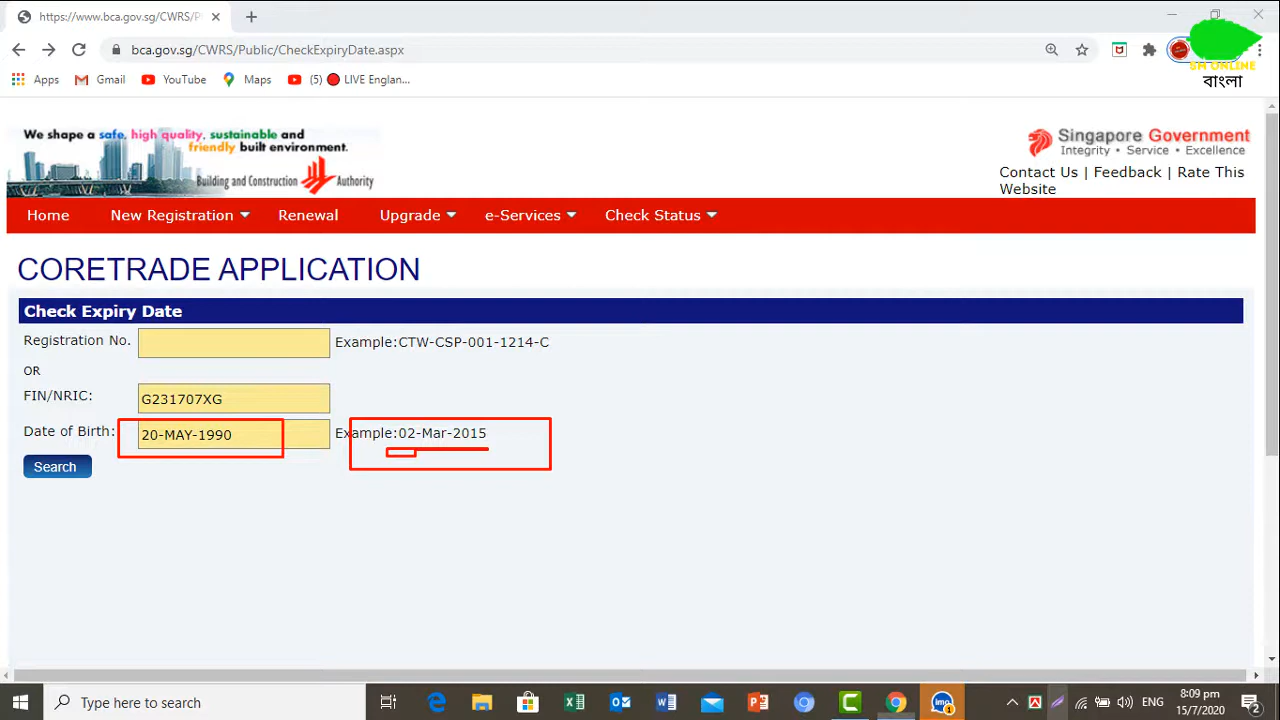 https://www.bca.gov.sg/CWRS/P
bca.gov.sg/CWRS/Public/CheckExpiryDate.aspx
SH ONLINE
বাংলা
Apps Gmail YouTube Maps (5) LIVE Englan...
We shape a safe, high quality, sustainable and
friendly built environment.
Building and Construction Authority
Singapore Government
Integrity • Service • Excellence
Contact Us | Feedback | Rate This
Website
Home New Registration Renewal Upgrade e-Services Check Status
CORETRADE APPLICATION
Check Expiry Date
Registration No. Example:CTW-CSP-001-1214-C
OR
FIN/NRIC: G231707XG
Date of Birth: 20-MAY-1990 Example:02-Mar-2015
Search
Type here to search
ENG
8:09 pm
15/7/2020
2